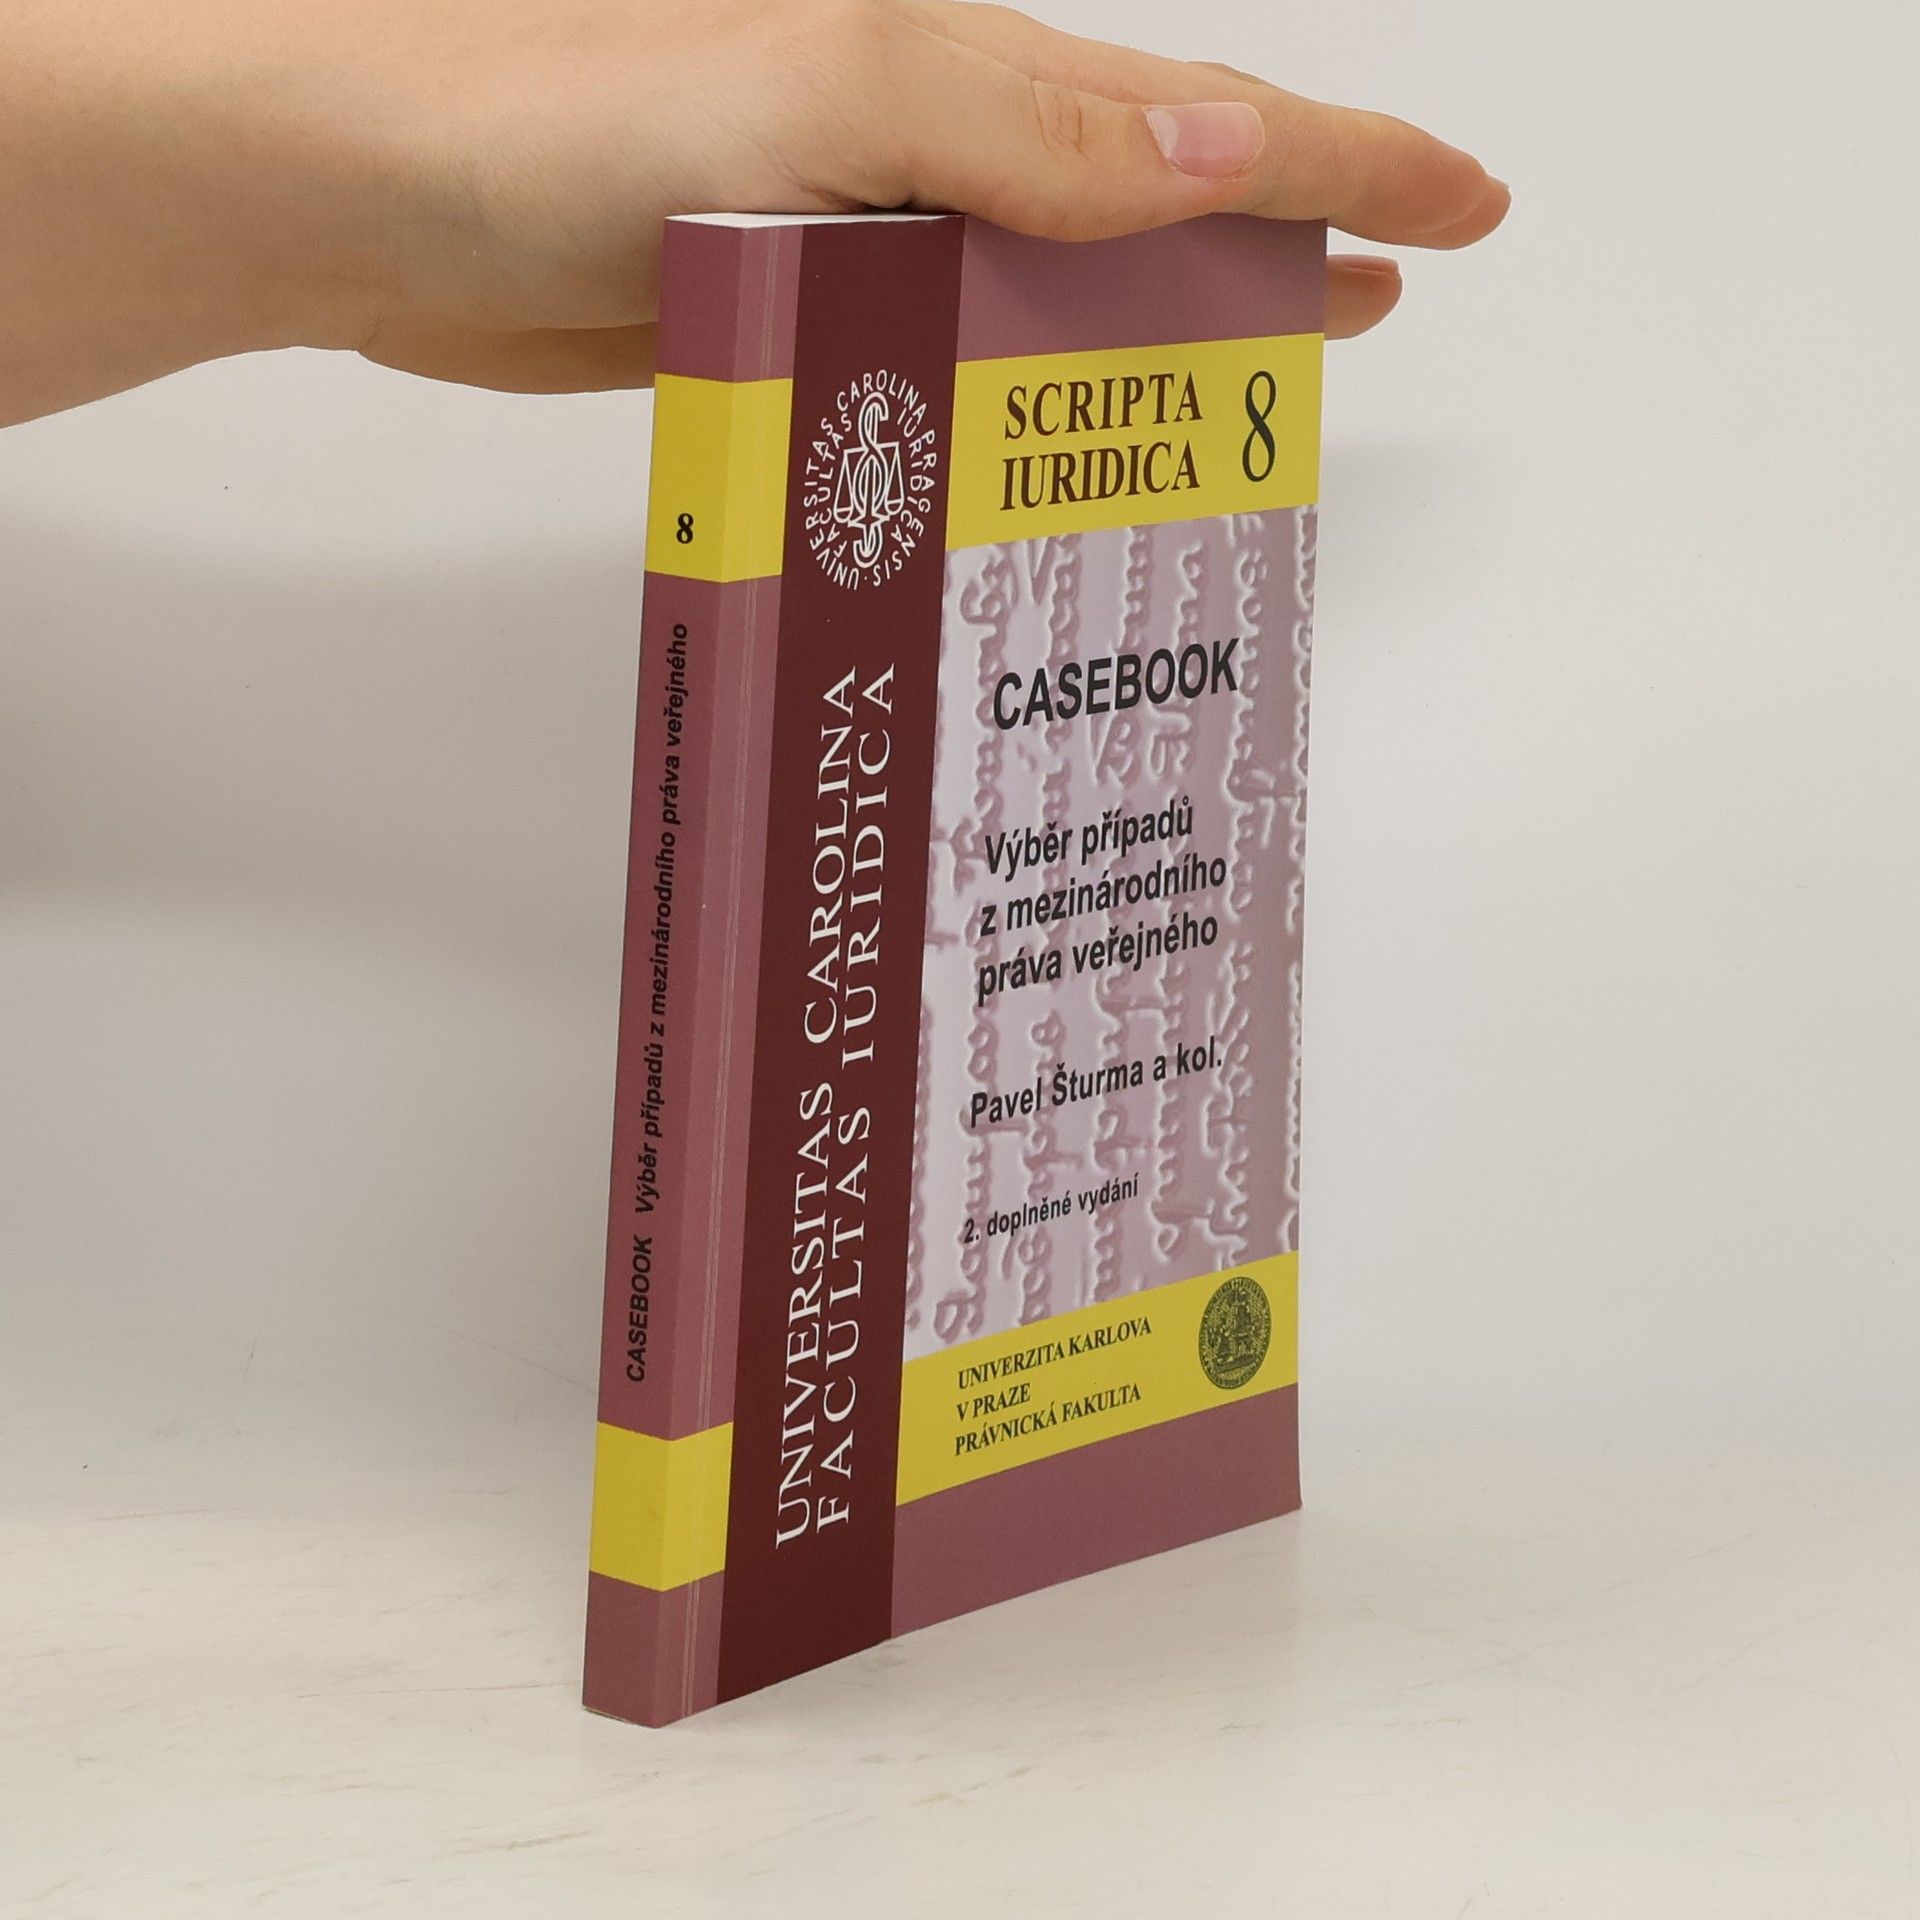 8
CASEBOOK Výběr případů z mezinárodního práva veřejného
UNIVERSITAS CAROLINA PRAGENSIS
FACULTAS IURIDICA
UNIVERSITAS CAROLINA
FACULTAS IURIDICA
SCRIPTA
IURIDICA
8
CASEBOOK
Výběr případů
z mezinárodního
práva veřejného
Pavel Šturma a kol.
2. doplněné vydání
UNIVERZITA KARLOVA
V PRAZE
PRÁVNICKÁ FAKULTA